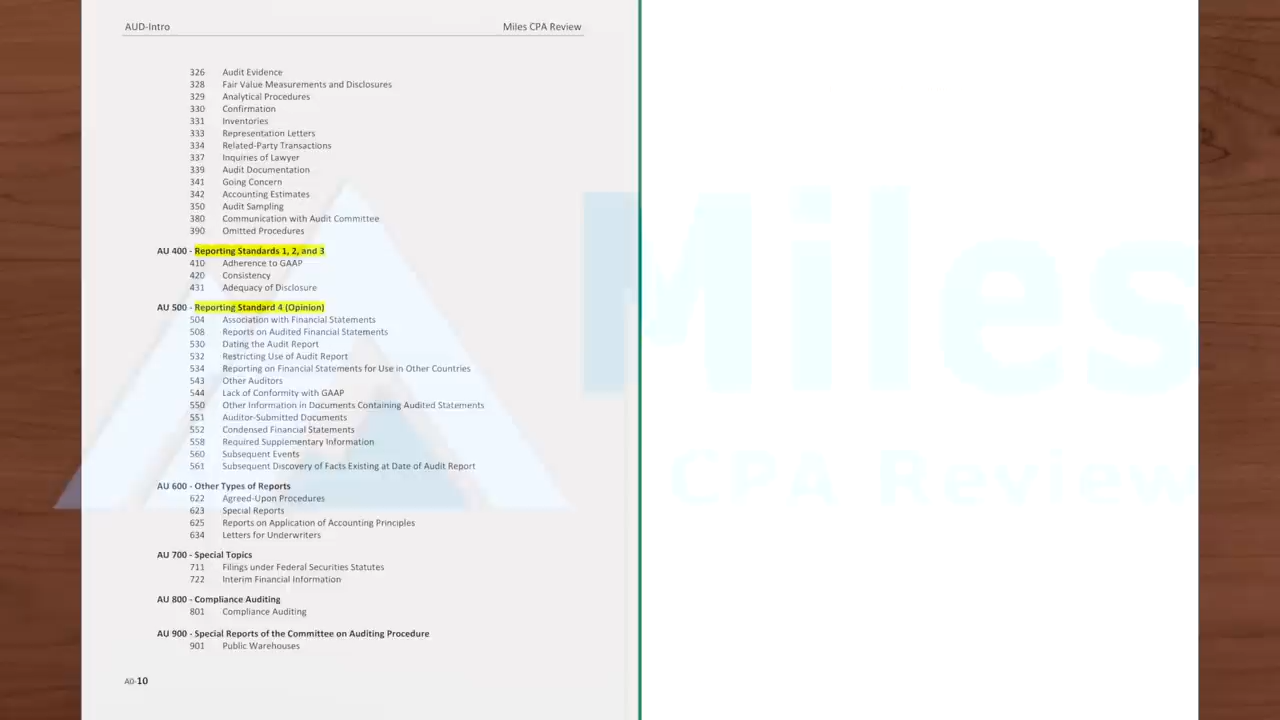 AUD-Intro
Miles CPA Review
326 Audit Evidence
328 Fair Value Measurements and Disclosures
329 Analytical Procedures
330 Confirmation
331 Inventories
333 Representation Letters
334 Related-Party Transactions
337 Inquiries of Lawyer
339 Audit Documentation
341 Going Concern
342 Accounting Estimates
350 Audit Sampling
380 Communication with Audit Committee
390 Omitted Procedures
AU 400 - Reporting Standards 1, 2, and 3
410 Adherence to GAAP
420 Consistency
431 Adequacy of Disclosure
AU 500 - Reporting Standard 4 (Opinion)
504 Association with Financial Statements
508 Reports on Audited Financial Statements
530 Dating the Audit Report
532 Restricting Use of Audit Report
534 Reporting on Financial Statements for Use in Other Countries
543 Other Auditors
544 Lack of Conformity with GAAP
550 Other Information in Documents Containing Audited Statements
551 Auditor-Submitted Documents
552 Condensed Financial Statements
558 Required Supplementary Information
560 Subsequent Events
561 Subsequent Discovery of Facts Existing at Date of Audit Report
AU 600 - Other Types of Reports
622 Agreed-Upon Procedures
623 Special Reports
625 Reports on Application of Accounting Principles
634 Letters for Underwriters
AU 700 - Special Topics
711 Filings under Federal Securities Statutes
722 Interim Financial Information
AU 800 - Compliance Auditing
801 Compliance Auditing
AU 900 - Special Reports of the Committee on Auditing Procedure
901 Public Warehouses
A0-10
Miles
CPA Review